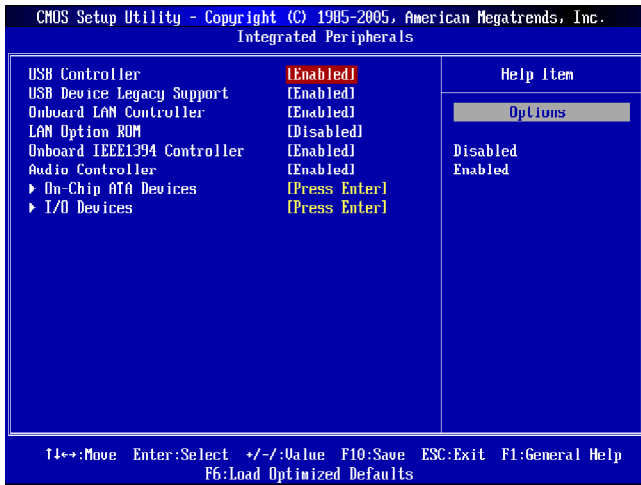 CMOS Setup Utility - Copyright (C) 1985-2005, American Megatrends, Inc.
Integrated Peripherals
USB Controller [Enabled]
USB Device Legacy Support [Enabled]
Onboard LAN Controller [Enabled]
LAN Option ROM [Disabled]
Onboard IEEE1394 Controller [Enabled]
Audio Controller [Enabled]
▶ On-Chip ATA Devices [Press Enter]
▶ I/O Devices [Press Enter]
Help Item
Options
Disabled
Enabled
↑↓←→:Move Enter:Select +/-/:Value F10:Save ESC:Exit F1:General Help
F6:Load Optimized Defaults